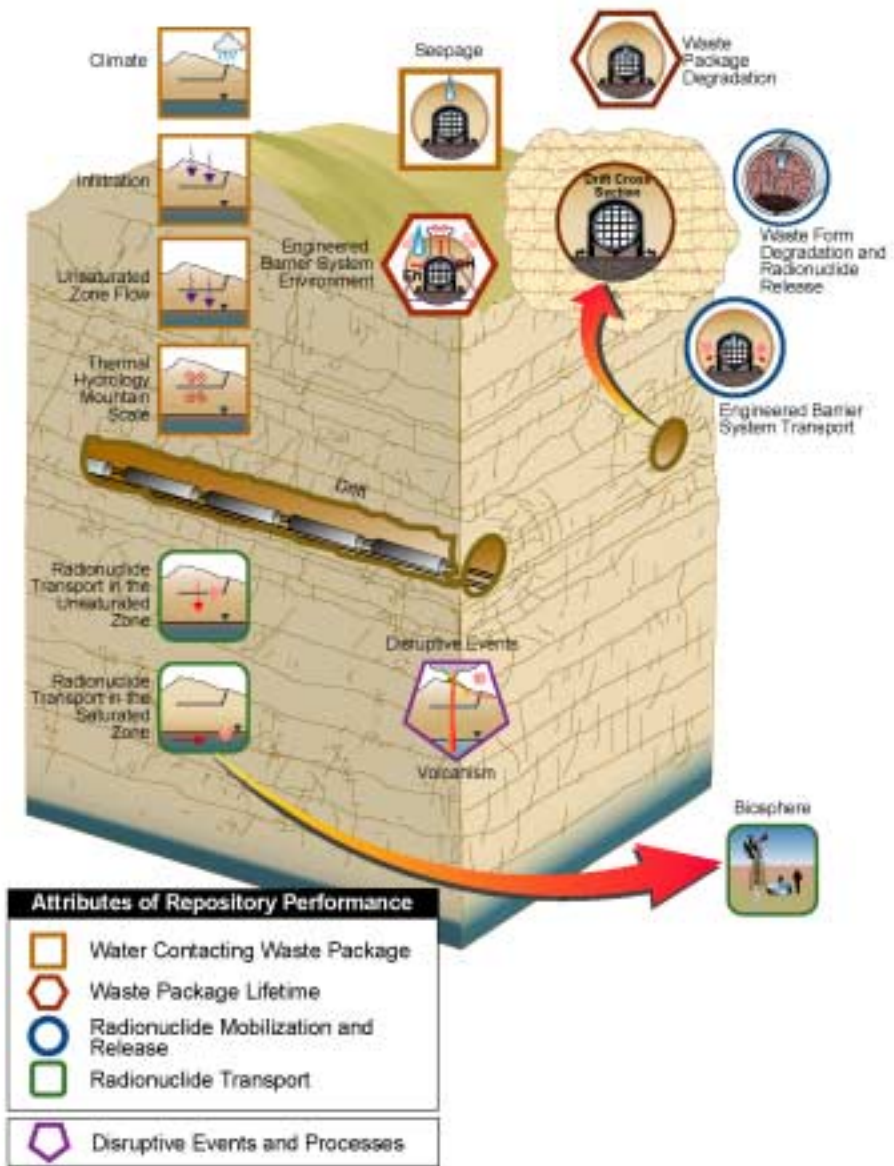 Climate
Seepage
Waste
Package
Degradation
Infiltration
Drift Cross
Section
Engineered
Barrier System
Environment
Eh
pH
Waste Form
Degradation and
Radionuclide
Release
Unsaturated
Zone Flow
Thermal
Hydrology
Mountain
Scale
Engineered Barrier
System Transport
Drift
Radionuclide
Transport in the
Unsaturated
Zone
Disruptive Events
Radionuclide
Transport in the
Saturated
Zone
Volcanism
Biosphere
Attributes of Repository Performance
Water Contacting Waste Package
Waste Package Lifetime
Radionuclide Mobilization and
Release
Radionuclide Transport
Disruptive Events and Processes